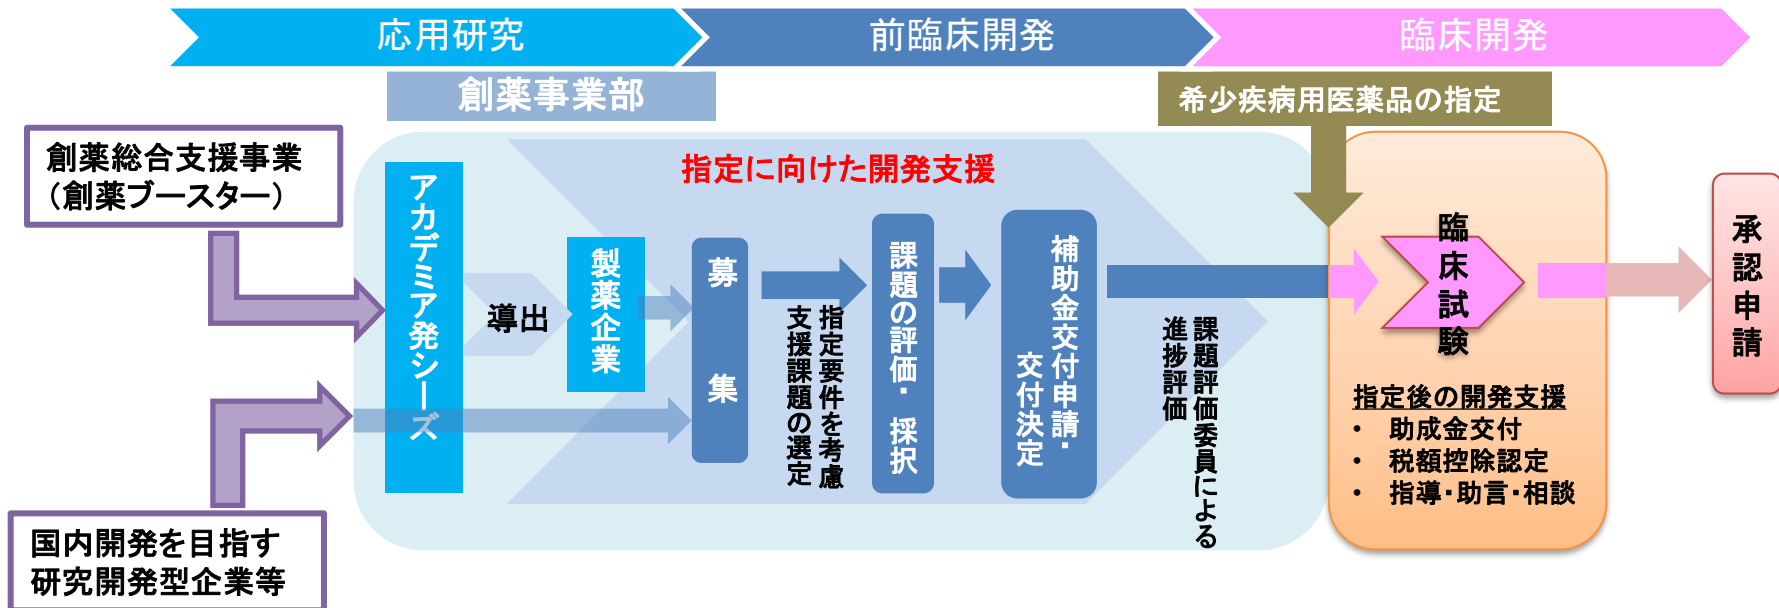 応用研究
前臨床開発
臨床開発
創薬事業部
希少疾病用医薬品の指定
創薬総合支援事業
（創薬ブースター）
指定に向けた開発支援
アカデミア発シーズ
導出
製薬企業
募集
指定要件を考慮
支援課題の選定
課題の評価・採択
補助金交付申請・
交付決定
課題評価委員による
進捗評価
臨床試験
指定後の開発支援
• 助成金交付
• 税額控除認定
• 指導・助言・相談
承認申請
国内開発を目指す
研究開発型企業等